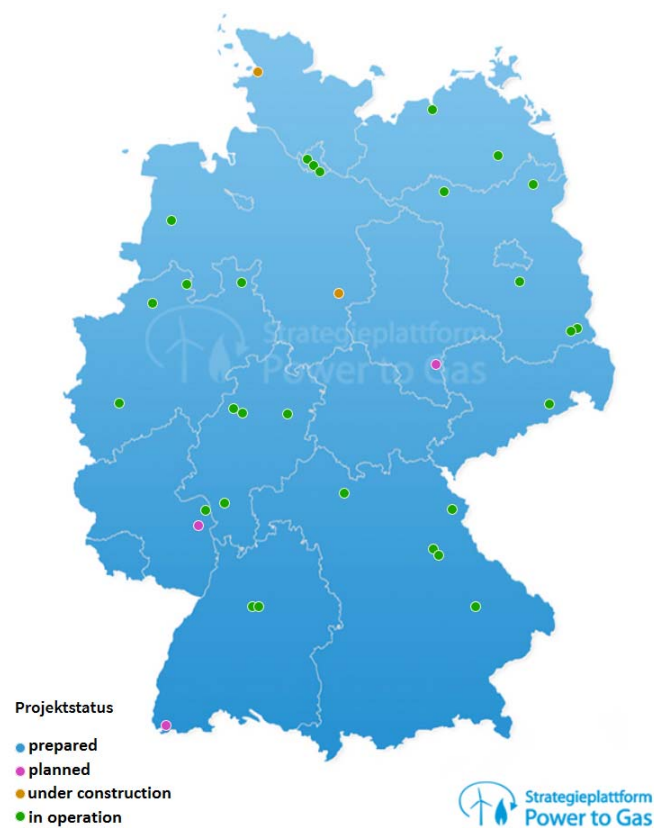 Strategieplattform
Power to Gas
Projektstatus
prepared
planned
under construction
in operation
Strategieplattform
Power to Gas